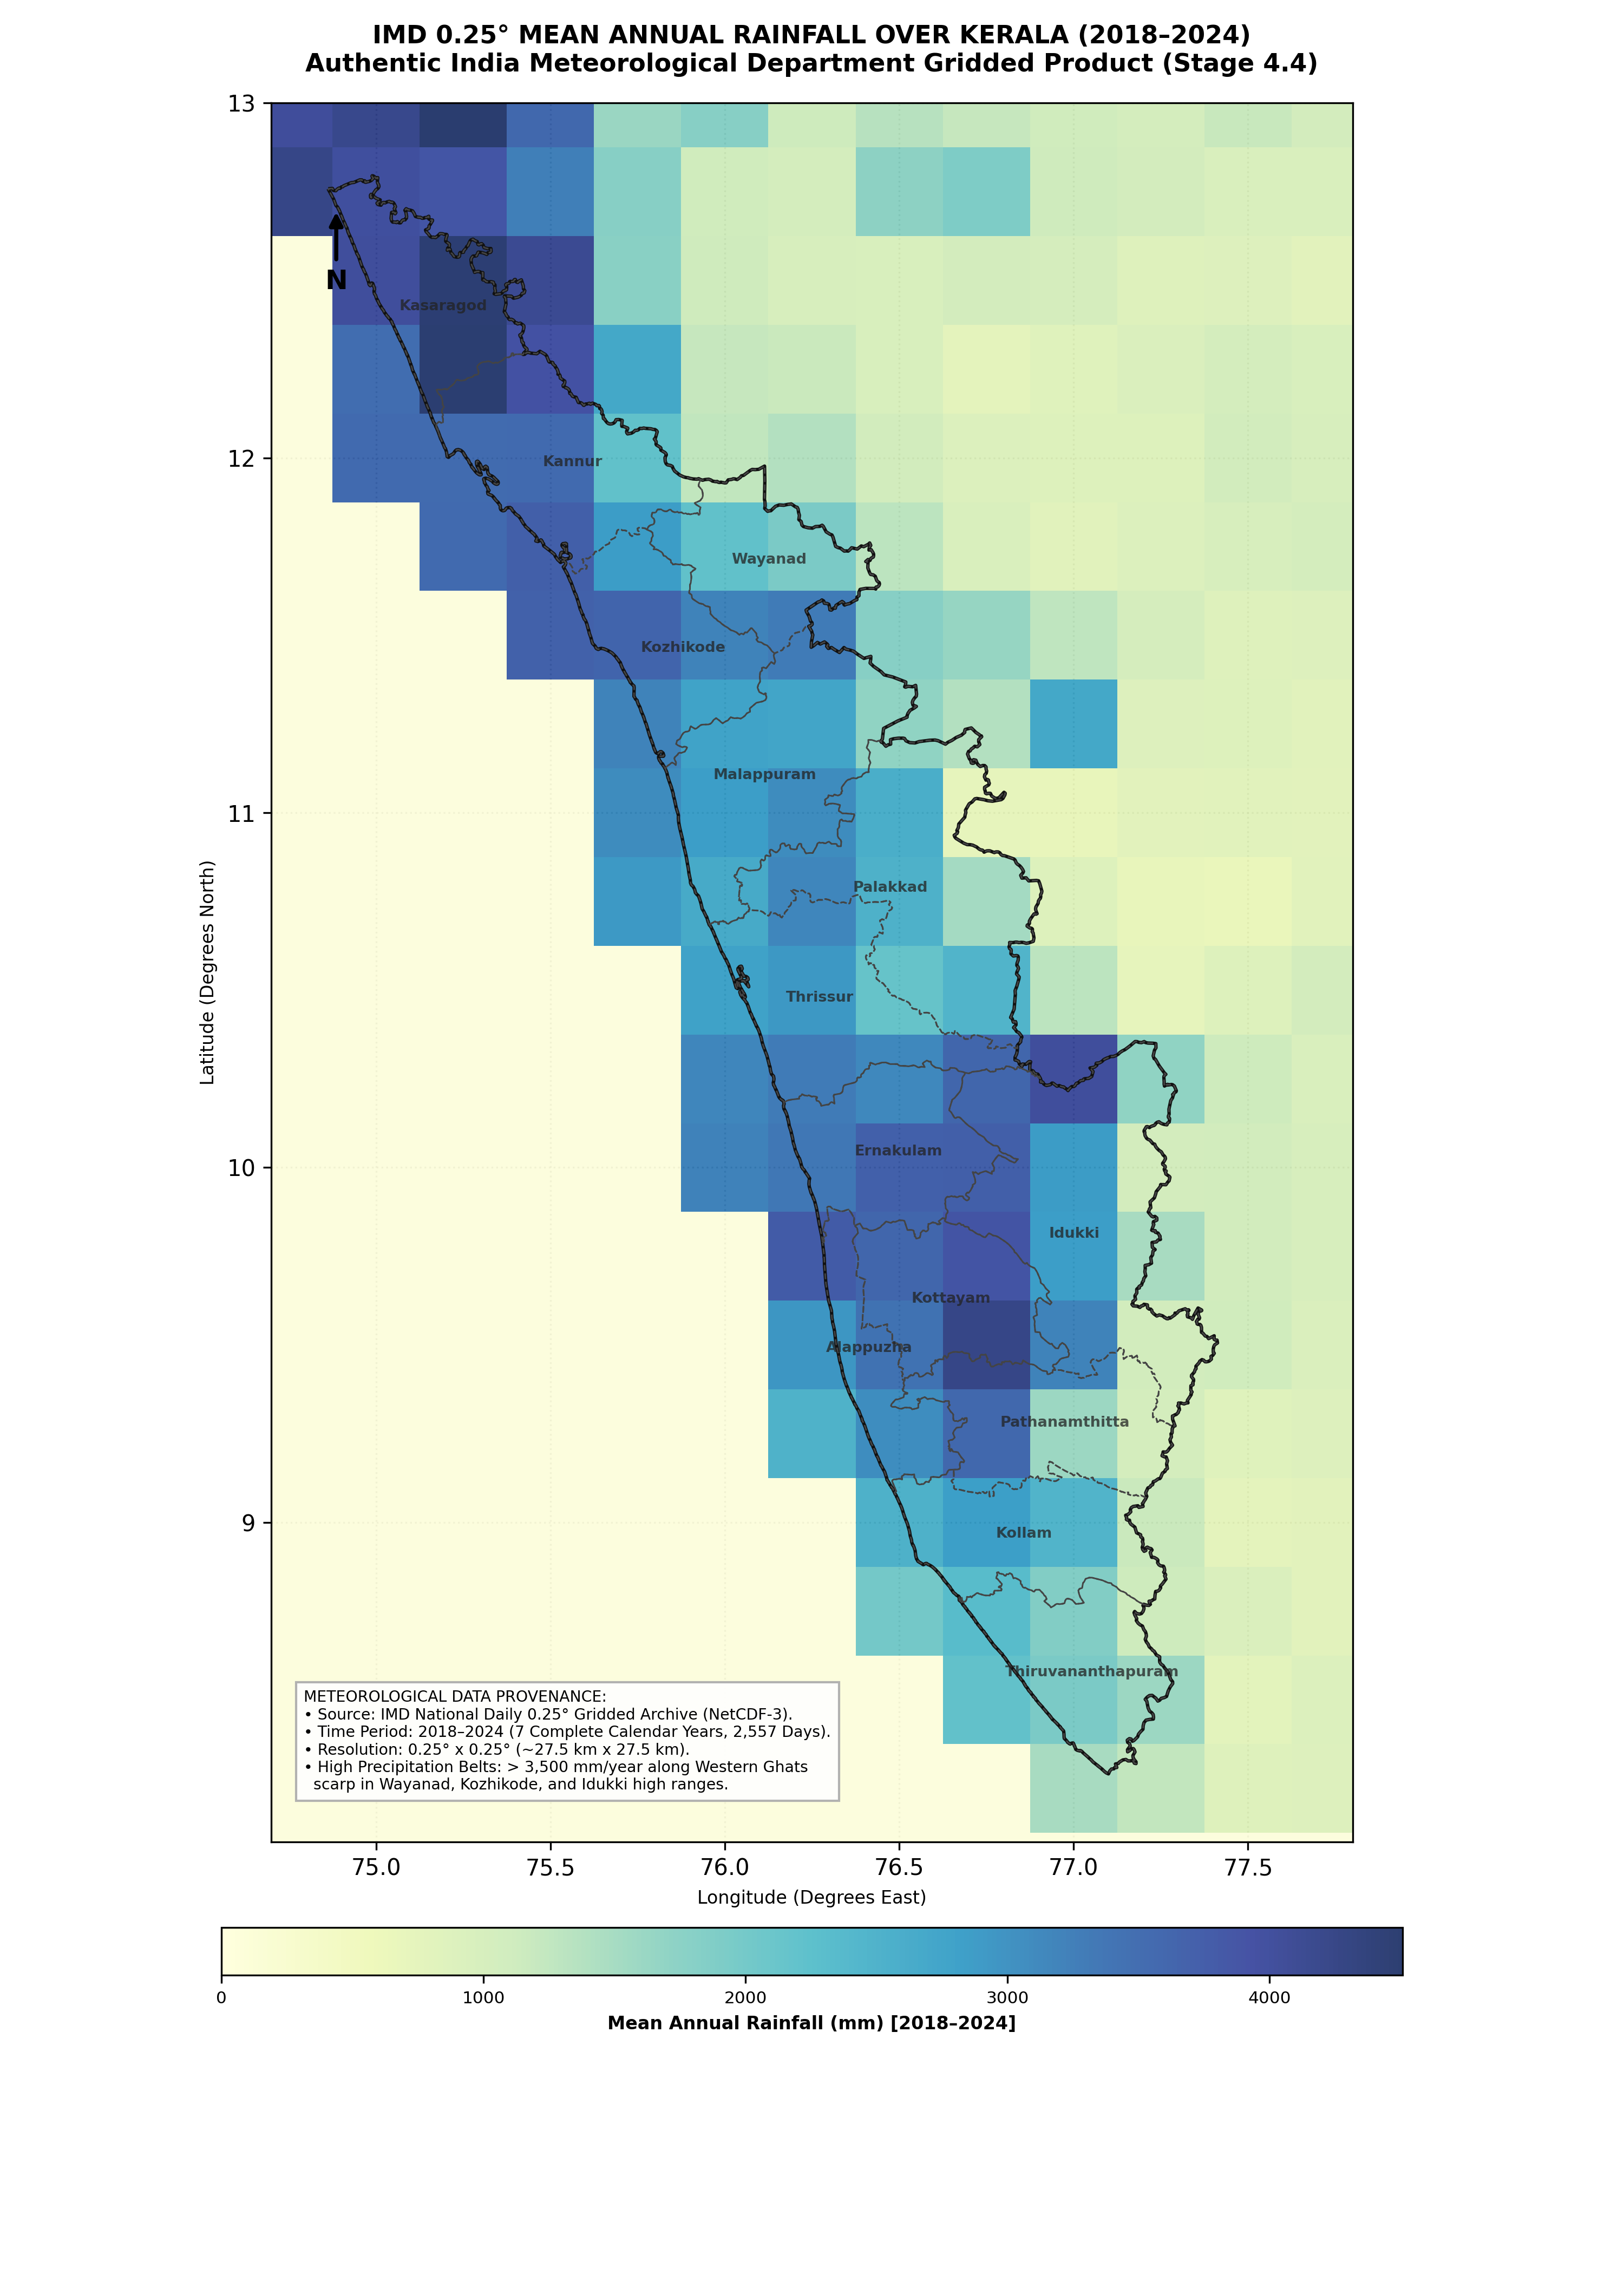 IMD 0.25° MEAN ANNUAL RAINFALL OVER KERALA (2018–2024)
Authentic India Meteorological Department Gridded Product (Stage 4.4)
13
12
11
10
9
Latitude (Degrees North)
N
Kasaragod
Kannur
Wayanad
Kozhikode
Malappuram
Palakkad
Thrissur
Ernakulam
Idukki
Kottayam
Alappuzha
Pathanamthitta
Kollam
Thiruvananthapuram
METEOROLOGICAL DATA PROVENANCE:
• Source: IMD National Daily 0.25° Gridded Archive (NetCDF-3).
• Time Period: 2018–2024 (7 Complete Calendar Years, 2,557 Days).
• Resolution: 0.25° x 0.25° (~27.5 km x 27.5 km).
• High Precipitation Belts: > 3,500 mm/year along Western Ghats
scarp in Wayanad, Kozhikode, and Idukki high ranges.
75.0 75.5 76.0 76.5 77.0 77.5
Longitude (Degrees East)
0 1000 2000 3000 4000
Mean Annual Rainfall (mm) [2018–2024]